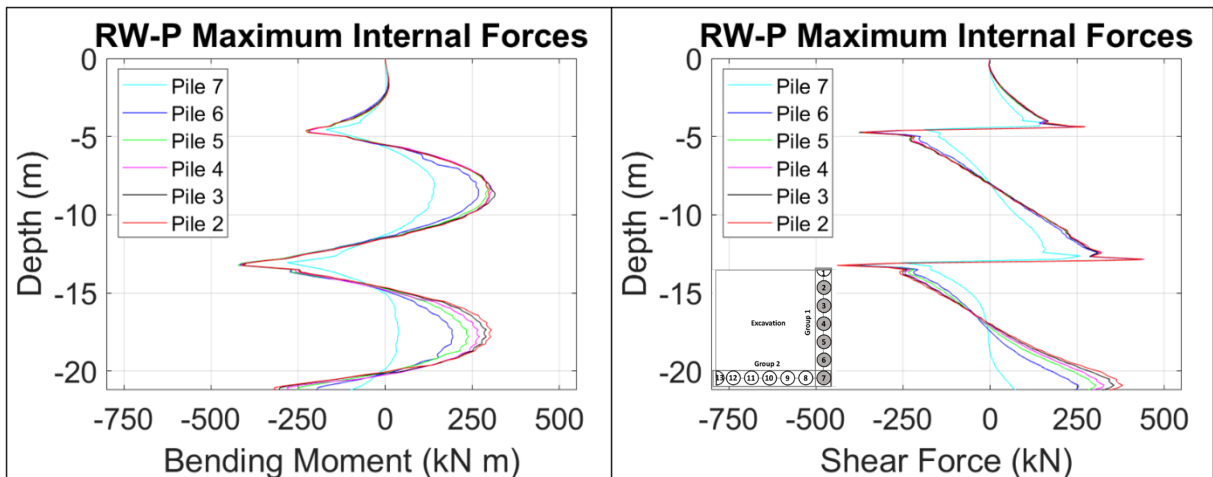 RW-P Maximum Internal Forces
0
-5
-10
-15
-20
Depth (m)
Pile 7
Pile 6
Pile 5
Pile 4
Pile 3
Pile 2
-750 -500 -250 0 250 500
Bending Moment (kN m)
RW-P Maximum Internal Forces
0
-5
-10
-15
-20
Depth (m)
Pile 7
Pile 6
Pile 5
Pile 4
Pile 3
Pile 2
1
2
3
Excavation
Group 1
4
5
6
Group 2
13 12 11 10 9 8 7
-750 -500 -250 0 250 500
Shear Force (kN)